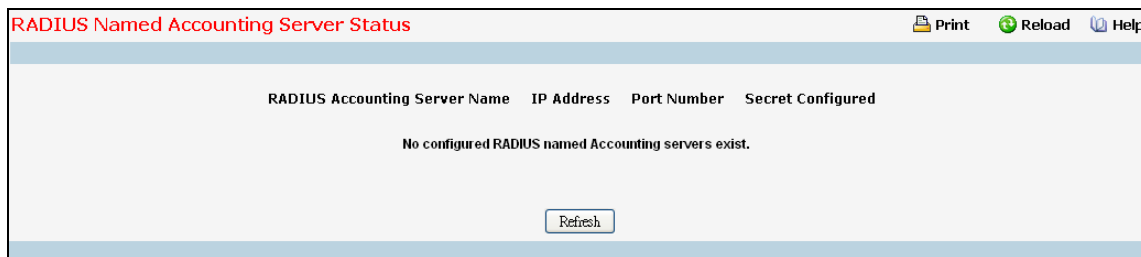 RADIUS Named Accounting Server Status Print Reload Help
RADIUS Accounting Server Name IP Address Port Number Secret Configured
No configured RADIUS named Accounting servers exist.
Refresh